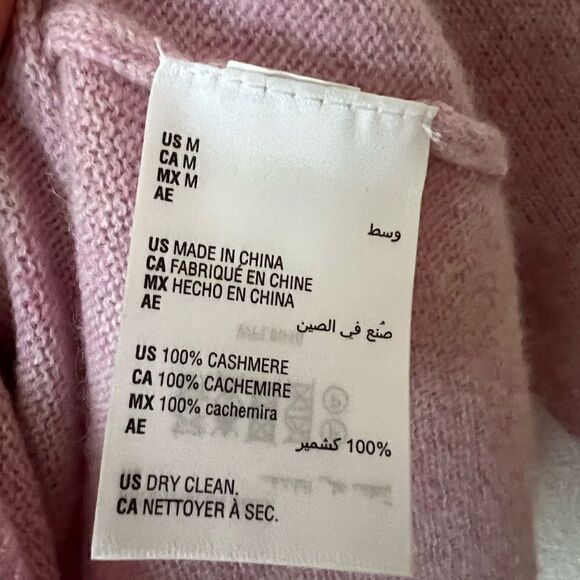 US M
CA M
MX M
AE
وسط
US MADE IN CHINA
CA FABRIQUÉ EN CHINE
MX HECHO EN CHINA
AE
صُنع في الصين
US 100% CASHMERE
CA 100% CACHEMIRE
MX 100% cachemira
AE
100% كشمير
US DRY CLEAN.
CA NETTOYER À SEC.